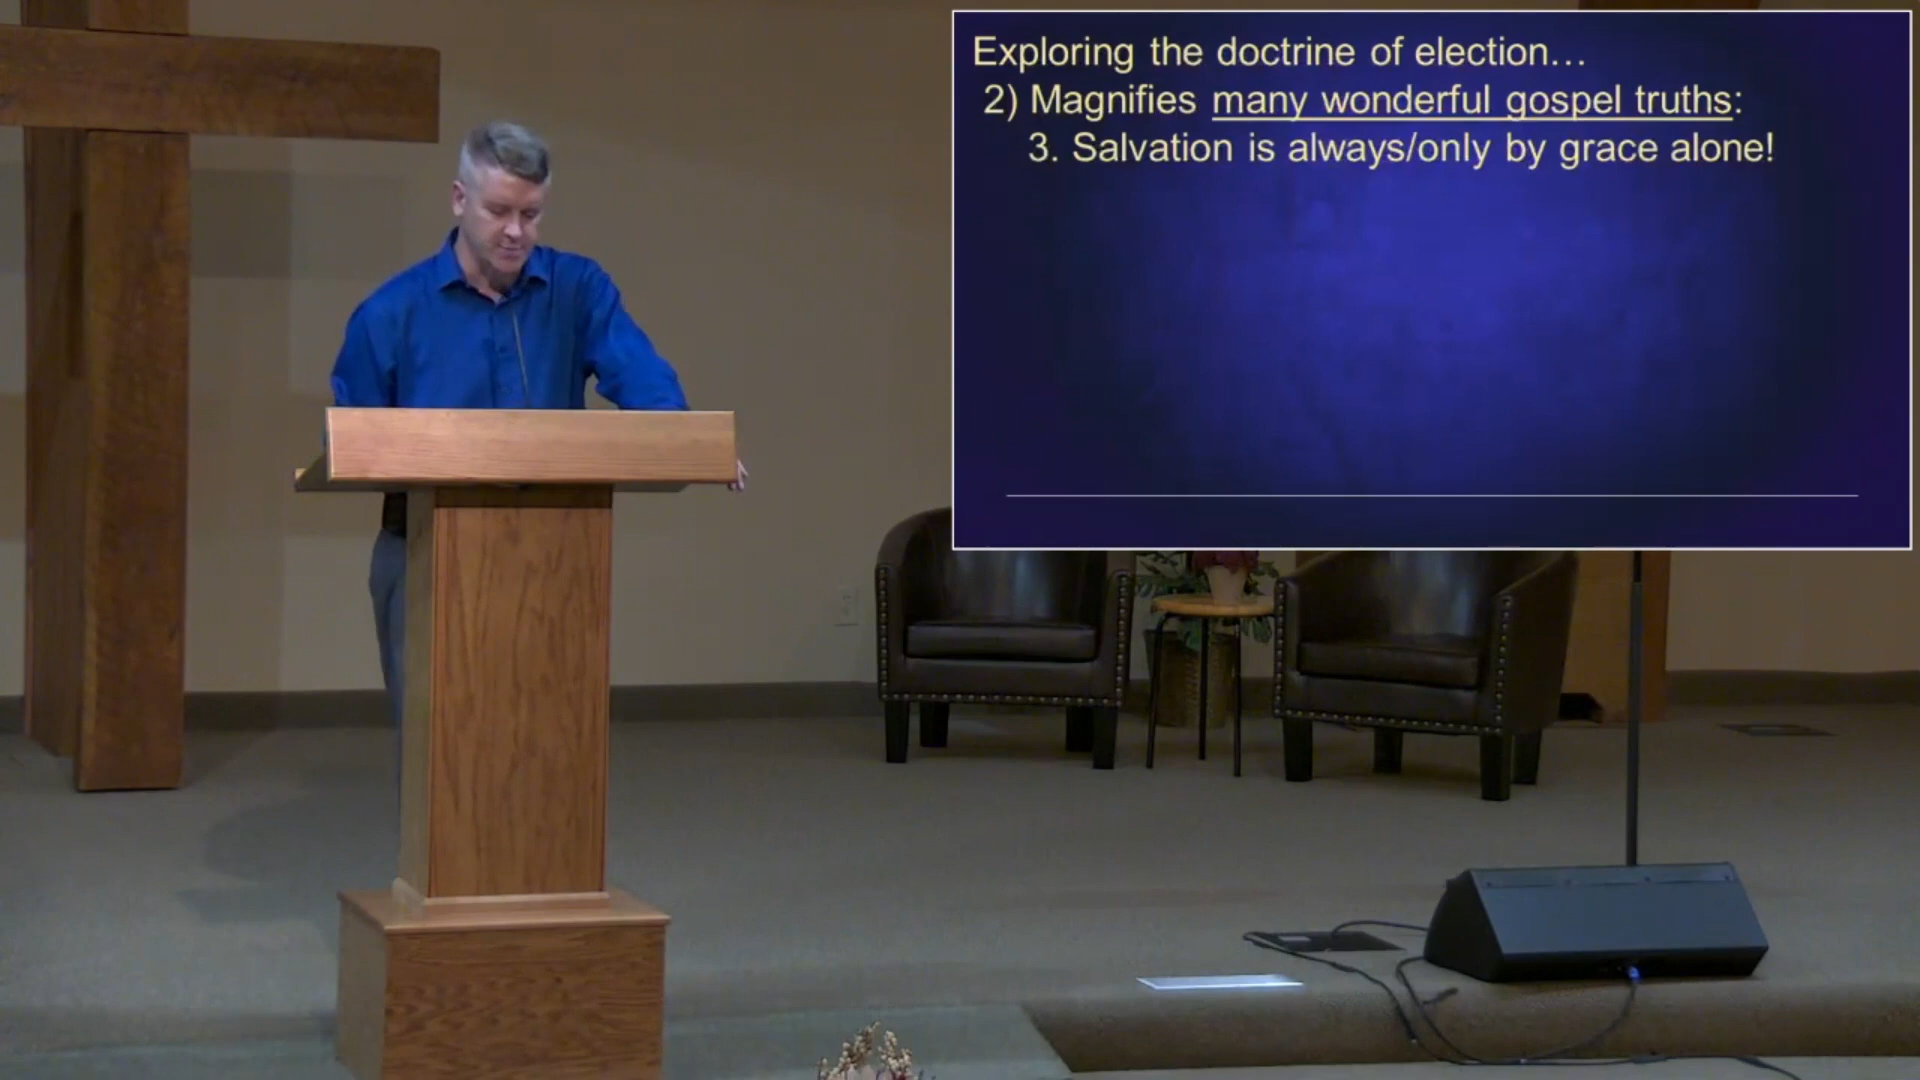 Exploring the doctrine of election…
2) Magnifies many wonderful gospel truths:
3. Salvation is always/only by grace alone!